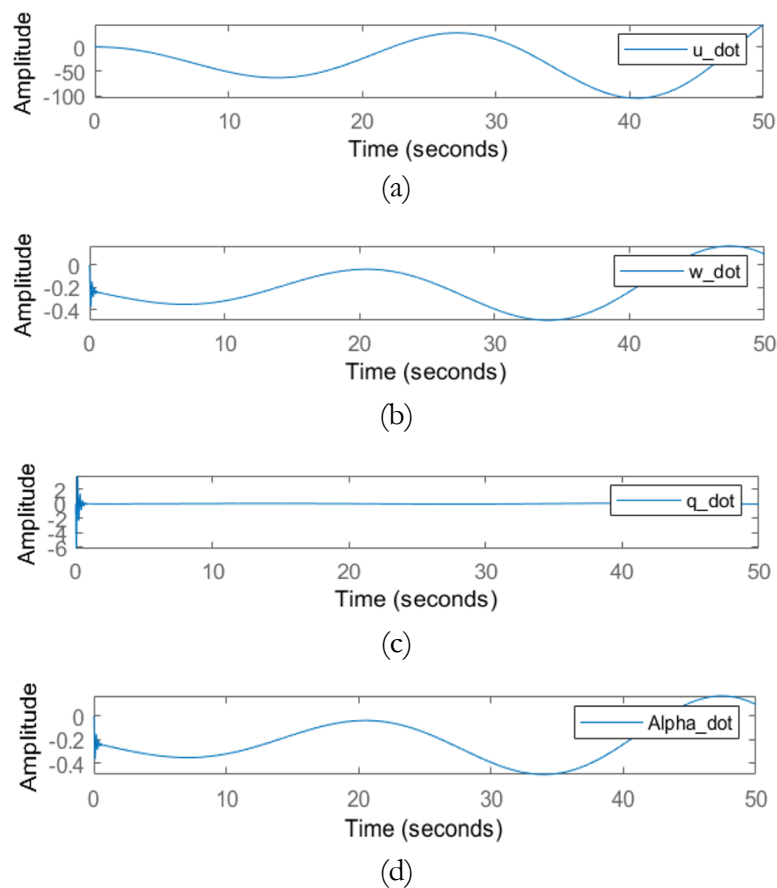 Amplitude
0
-50
-100
u_dot
0 10 20 30 40 50
Time (seconds)
(a)
Amplitude
0
-0.2
-0.4
w_dot
0 10 20 30 40 50
Time (seconds)
(b)
Amplitude
2
0
-2
-4
-6
q_dot
0 10 20 30 40 50
Time (seconds)
(c)
Amplitude
0
-0.2
-0.4
Alpha_dot
0 10 20 30 40 50
Time (seconds)
(d)